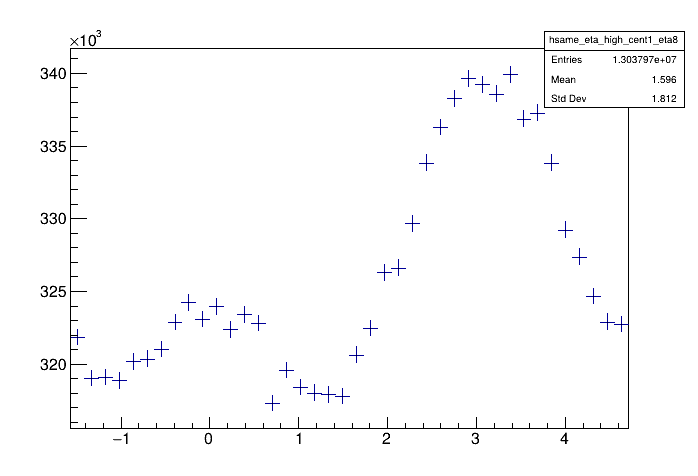 ×10³
hsame_eta_high_cent1_eta8
Entries 1.303797e+07
Mean 1.596
Std Dev 1.812
340
335
330
325
320
−1 0 1 2 3 4